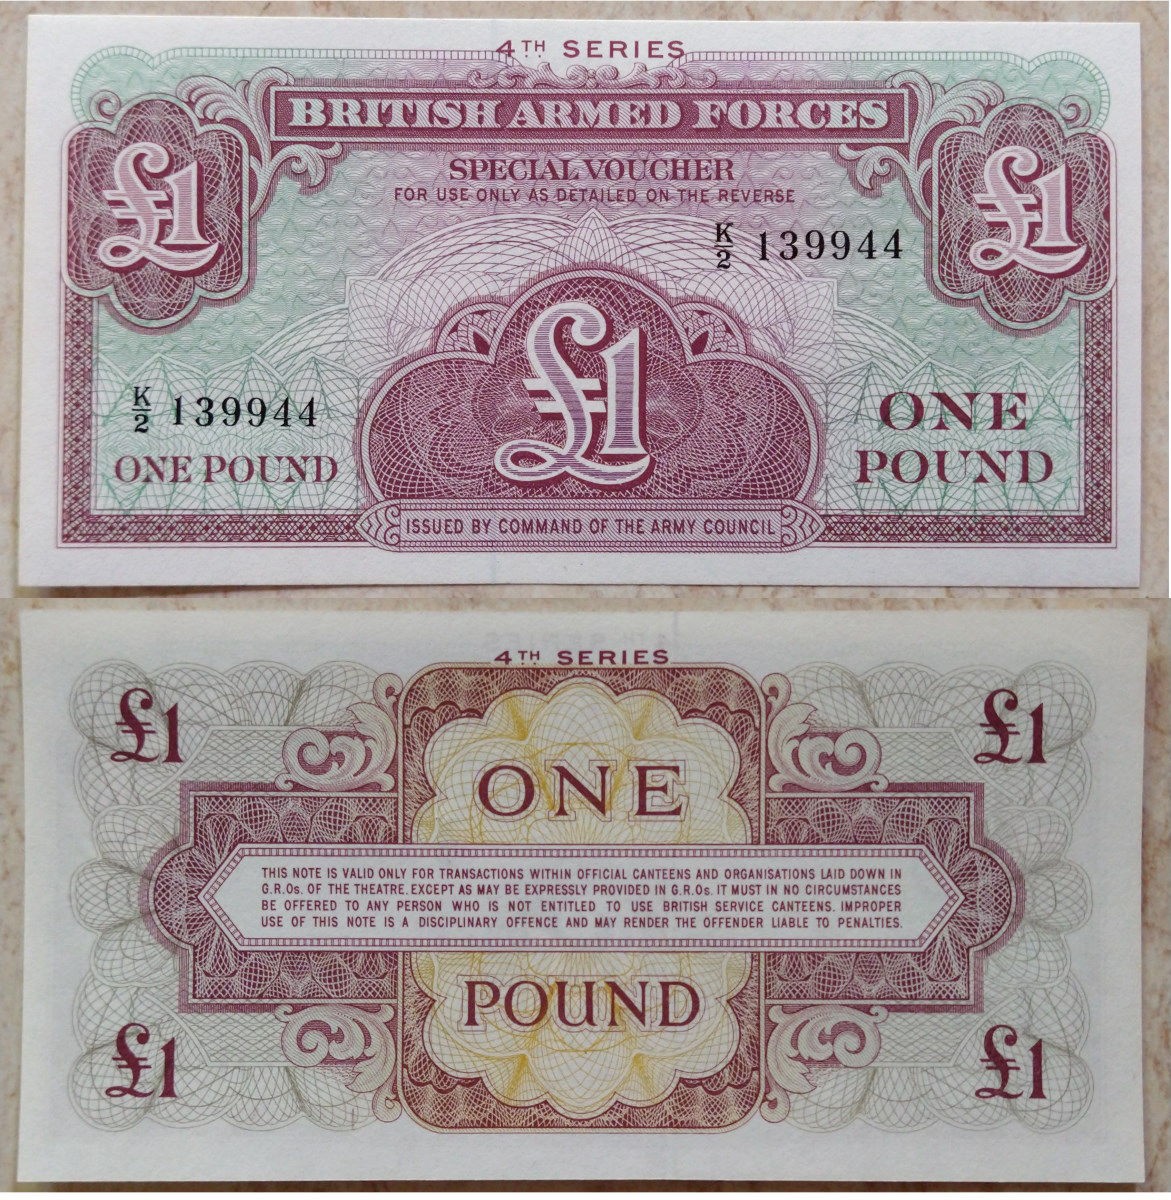 4TH SERIES
BRITISH ARMED FORCES
£1
£1
SPECIAL VOUCHER
FOR USE ONLY AS DETAILED ON THE REVERSE
K/2 139944
£1
K/2 139944
ONE POUND
ONE
POUND
ISSUED BY COMMAND OF THE ARMY COUNCIL
4TH SERIES
£1
£1
ONE
THIS NOTE IS VALID ONLY FOR TRANSACTIONS WITHIN OFFICIAL CANTEENS AND ORGANISATIONS LAID DOWN IN
G.R.Os. OF THE THEATRE. EXCEPT AS MAY BE EXPRESSLY PROVIDED IN G.R.Os. IT MUST IN NO CIRCUMSTANCES
BE OFFERED TO ANY PERSON WHO IS NOT ENTITLED TO USE BRITISH SERVICE CANTEENS. IMPROPER
USE OF THIS NOTE IS A DISCIPLINARY OFFENCE AND MAY RENDER THE OFFENDER LIABLE TO PENALTIES.
POUND
£1
£1